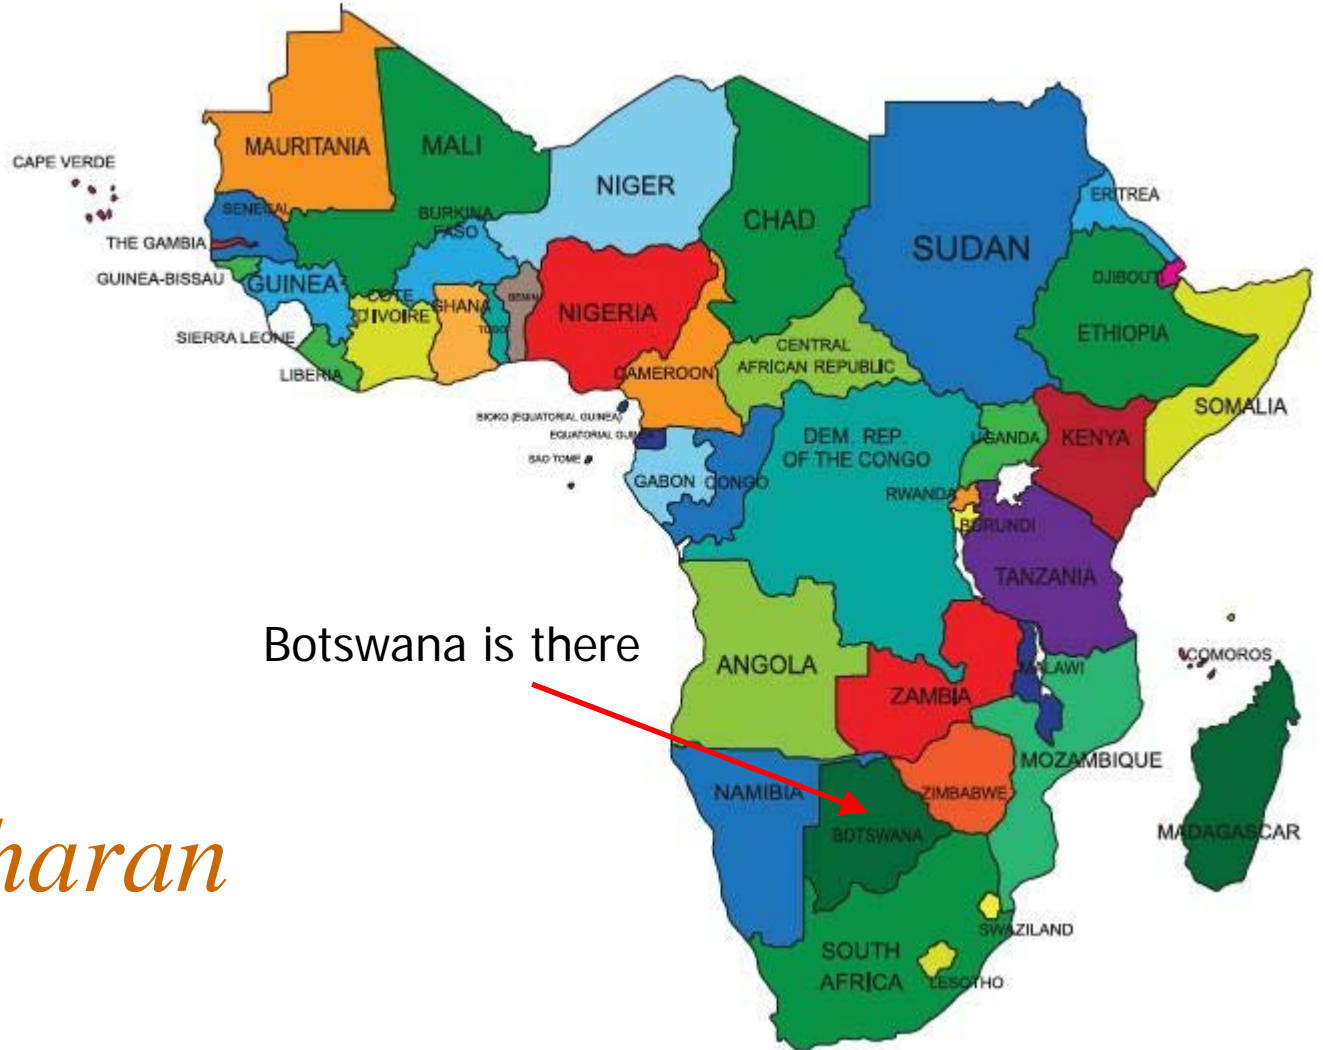 MAURITANIA
MALI
CAPE VERDE
NIGER
SENEGAL
BURKINA
FASO
CHAD
ERITREA
SUDAN
THE GAMBIA
GUINEA-BISSAU
GUINEA
DJIBOUTI
COTE
D'IVOIRE
GHANA
TOGO
BENIN
NIGERIA
SIERRA LEONE
LIBERIA
CENTRAL
AFRICAN REPUBLIC
ETHIOPIA
CAMEROON
SOMALIA
BIOKO (EQUATORIAL GUINEA)
EQUATORIAL GUINEA
SAO TOME
GABON
CONGO
DEM. REP.
OF THE CONGO
UGANDA
KENYA
RWANDA
BURUNDI
TANZANIA
Botswana is there
ANGOLA
ZAMBIA
MALAWI
COMOROS
MOZAMBIQUE
NAMIBIA
ZIMBABWE
BOTSWANA
MADAGASCAR
haran
SWAZILAND
SOUTH
AFRICA
LESOTHO